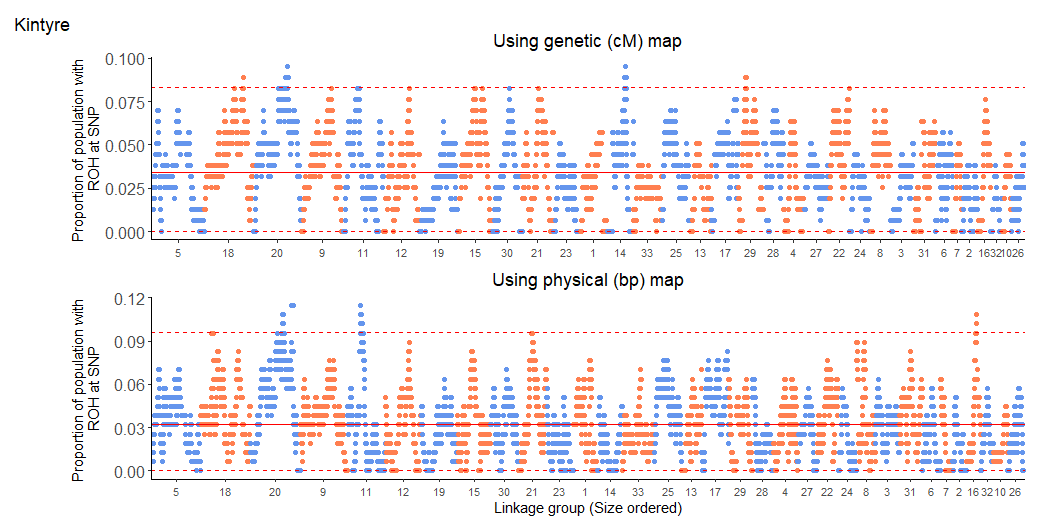 Kintyre
Using genetic (cM) map
Proportion of population with
ROH at SNP
0.100
0.075
0.050
0.025
0.000
5 18 20 9 11 12 19 15 30 21 23 1 14 33 25 13 17 29 28 4 27 22 24 8 3 31 6 7 2 16 32 10 26
Using physical (bp) map
Proportion of population with
ROH at SNP
0.12
0.09
0.06
0.03
0.00
5 18 20 9 11 12 19 15 30 21 23 1 14 33 25 13 17 29 28 4 27 22 24 8 3 31 6 7 2 16 32 10 26
Linkage group (Size ordered)